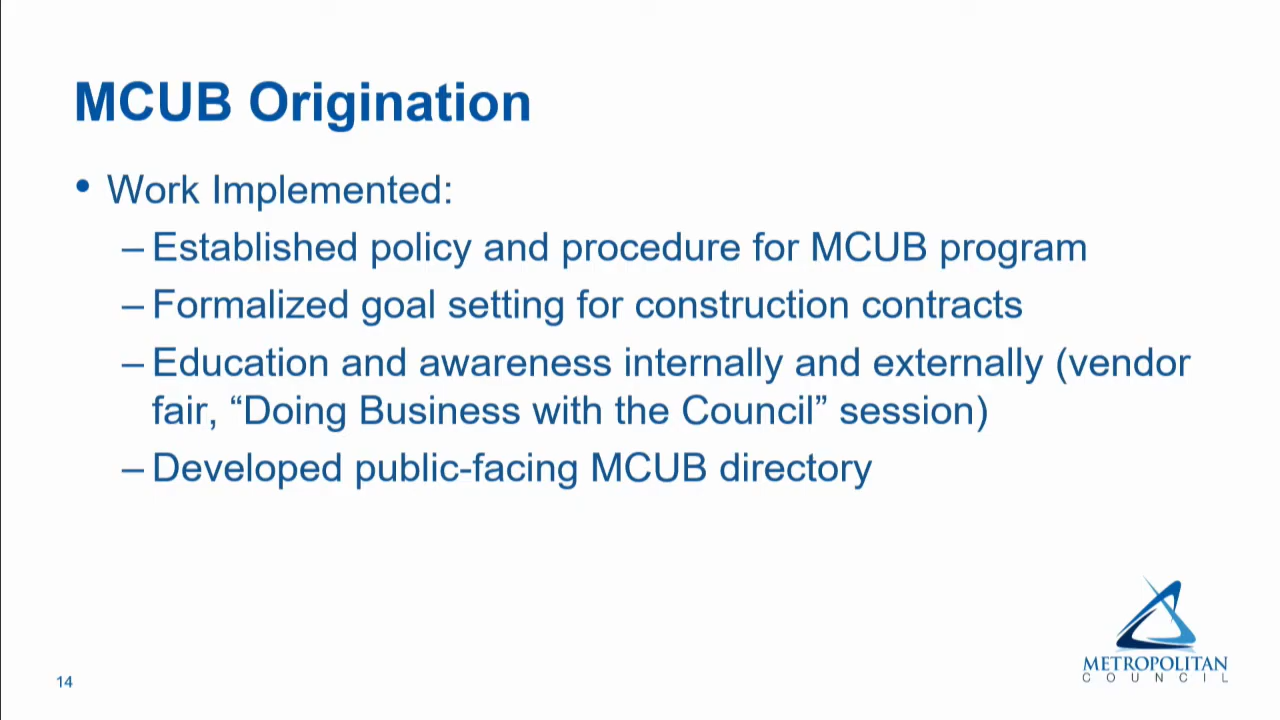 MCUB Origination
• Work Implemented:
– Established policy and procedure for MCUB program
– Formalized goal setting for construction contracts
– Education and awareness internally and externally (vendor
fair, “Doing Business with the Council” session)
– Developed public-facing MCUB directory
METROPOLITAN
COUNCIL
14